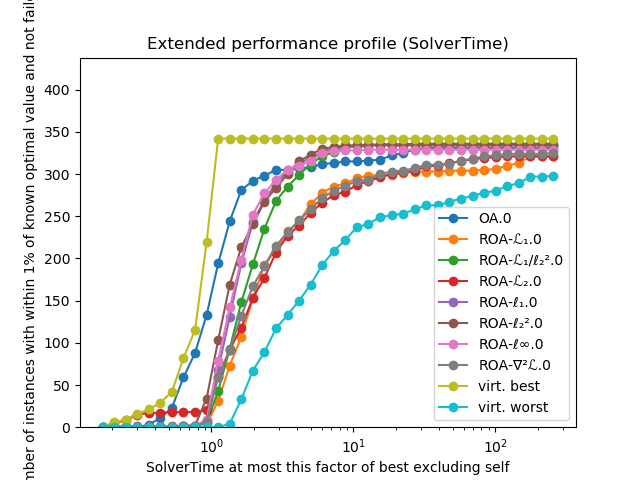 Extended performance profile (SolverTime)
of instances with within 1% of known optimal value and not
400
350
300
250
200
150
100
50
0
OA.0
ROA-ℒ₁.0
ROA-ℒ₁/ℓ₂².0
ROA-ℒ₂.0
ROA-ℓ₁.0
ROA-ℓ₂².0
ROA-ℓ∞.0
ROA-∇²ℒ.0
virt. best
virt. worst
10⁰ 10¹ 10²
SolverTime at most this factor of best excluding self